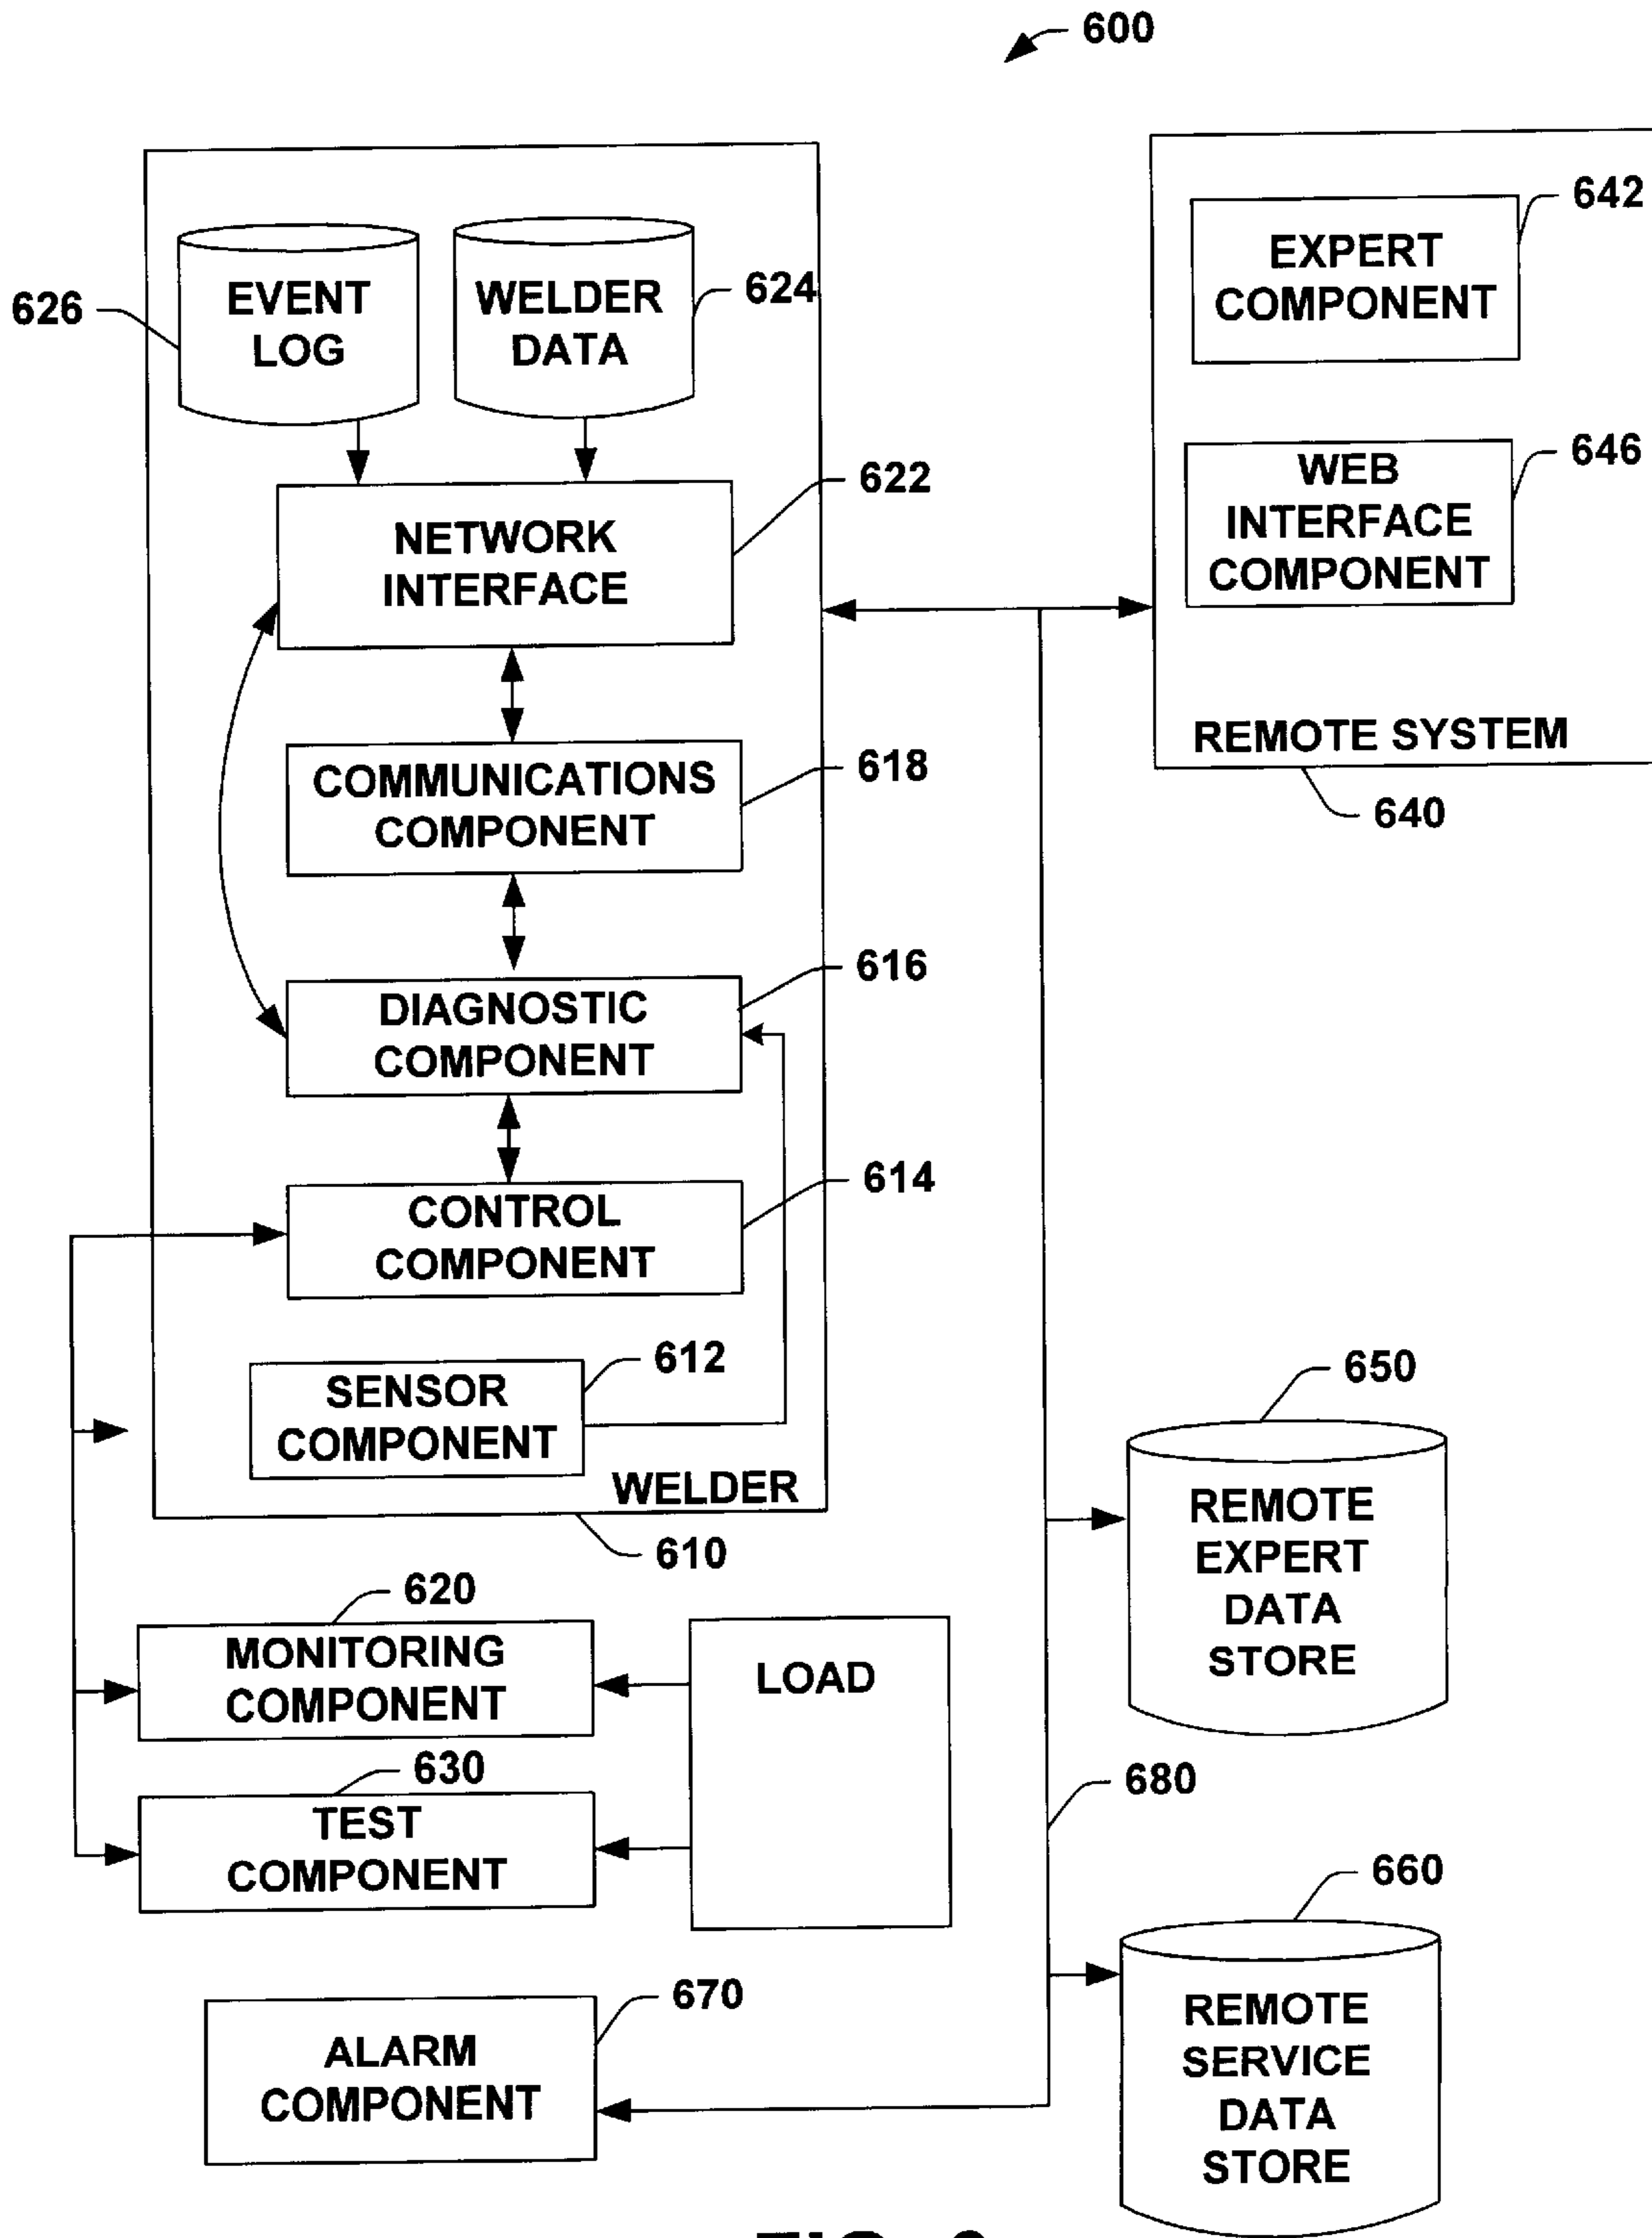 600
642
EXPERT
COMPONENT
626
EVENT
LOG
WELDER
DATA
624
646
WEB
INTERFACE
COMPONENT
622
NETWORK
INTERFACE
REMOTE SYSTEM
640
618
COMMUNICATIONS
COMPONENT
616
DIAGNOSTIC
COMPONENT
614
CONTROL
COMPONENT
612
SENSOR
COMPONENT
WELDER
610
650
REMOTE
EXPERT
DATA
STORE
620
MONITORING
COMPONENT
LOAD
630
TEST
COMPONENT
680
660
REMOTE
SERVICE
DATA
STORE
670
ALARM
COMPONENT